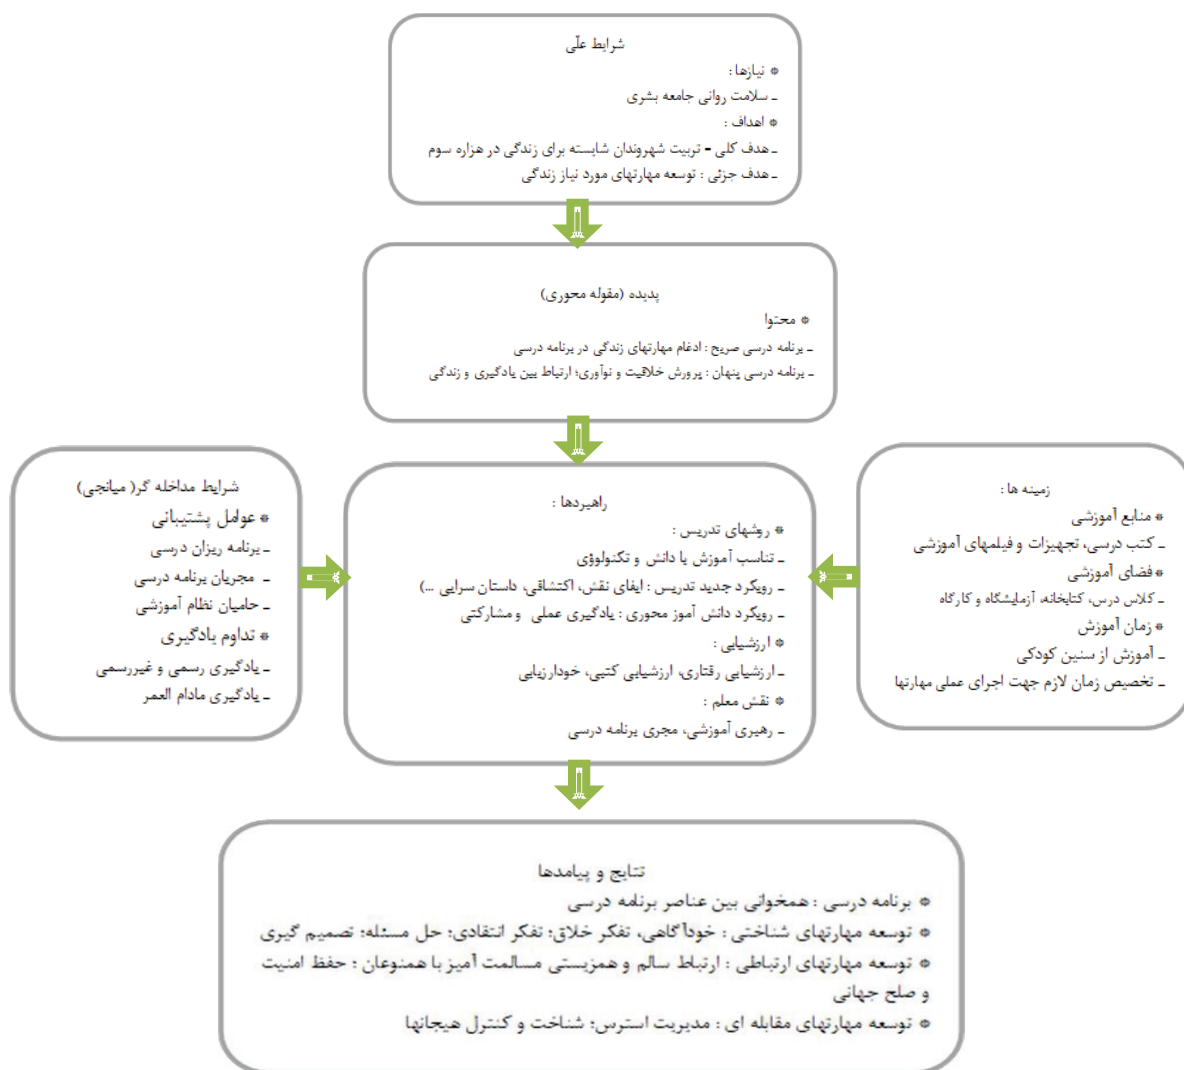 شرایط علّی
* نیازها :
ـ سلامت روانی جامعه بشری
* اهداف :
ـ هدف کلی - تربیت شهروندان شایسته برای زندگی در هزاره سوم
ـ هدف جزئی : توسعه مهارتهای مورد نیاز زندگی
پدیده (مقوله محوری)
* محتوا
ـ برنامه درسی صریح : ادغام مهارتهای زندگی در برنامه درسی
ـ برنامه درسی پنهان : پرورش خلاقیت و نوآوری؛ ارتباط بین یادگیری و زندگی
زمینه ها :
* منابع آموزشی
ـ کتب درسی، تجهیزات و فیلمهای آموزشی
* فضای آموزشی
ـ کلاس درس، کتابخانه، آزمایشگاه و کارگاه
* زمان آموزش
ـ آموزش از سنین کودکی
ـ تخصیص زمان لازم جهت اجرای عملی مهارتها
راهبردها :
* روشهای تدریس :
ـ تناسب آموزش با دانش و تکنولوژی
ـ رویکرد جدید تدریس : ایفای نقش، اکتشافی، داستان سرایی ...)
ـ رویکرد دانش آموز محوری : یادگیری عملی و مشارکتی
* ارزشیابی :
ـ ارزشیابی رفتاری، ارزشیابی کتبی، خودارزیابی
* نقش معلم :
ـ رهبری آموزشی، مجری برنامه درسی
شرایط مداخله گر( میانجی)
* عوامل پشتیبانی
ـ برنامه ریزان درسی
ـ مجریان برنامه درسی
ـ حامیان نظام آموزشی
* تداوم یادگیری
ـ یادگیری رسمی و غیررسمی
ـ یادگیری مادام العمر
نتایج و پیامدها
* برنامه درسی : همخوانی بین عناصر برنامه درسی
* توسعه مهارتهای شناختی : خودآگاهی، تفکر خلاق؛ تفکر انتقادی؛ حل مسئله؛ تصمیم گیری
* توسعه مهارتهای ارتباطی : ارتباط سالم و همزیستی مسالمت آمیز با همنوعان ؛ حفظ امنیت
و صلح جهانی
* توسعه مهارتهای مقابله ای : مدیریت استرس؛ شناخت و کنترل هیجانها